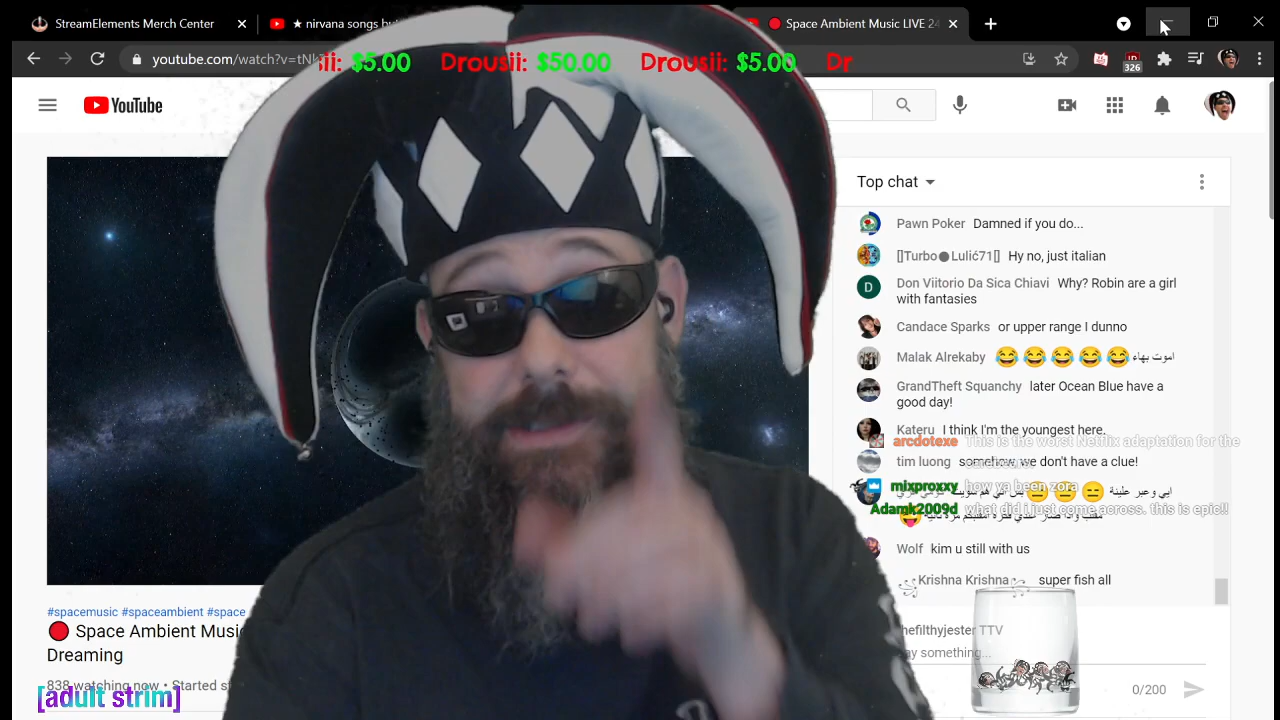 StreamElements Merch Center
★ nirvana songs
Space Ambient Music LIVE 24
youtube.com/watch?v=tNk
326
$5.00 Drousii: $50.00 Drousii: $5.00 Dr
YouTube
Top chat
Pawn Poker Damned if you do...
[]Turbo●Lulić71[] Hy no, just italian
Don Viitorio Da Sica Chiavi Why? Robin are a girl
with fantasies
Candace Sparks or upper range I dunno
Malak Alrekaby 😂😂😂😂😂 اموت بهاء
GrandTheft Squanchy later Ocean Blue have a
good day!
Kateru I think I'm the youngest here.
arcdotexe This is the worst Netflix adaptation for the
tim luong somehow we don't have a clue!
mixproxxy how ya been zora
Adamk2009d what did i just come across. this is epic!!
Wolf kim u still with us
Krishna Krishna super fish all
#spacemusic #spaceambient #space
Space Ambient Music
Dreaming
hefilthyjester TTV
ay something...
838 watching now • Started
[adult strim]
0/200